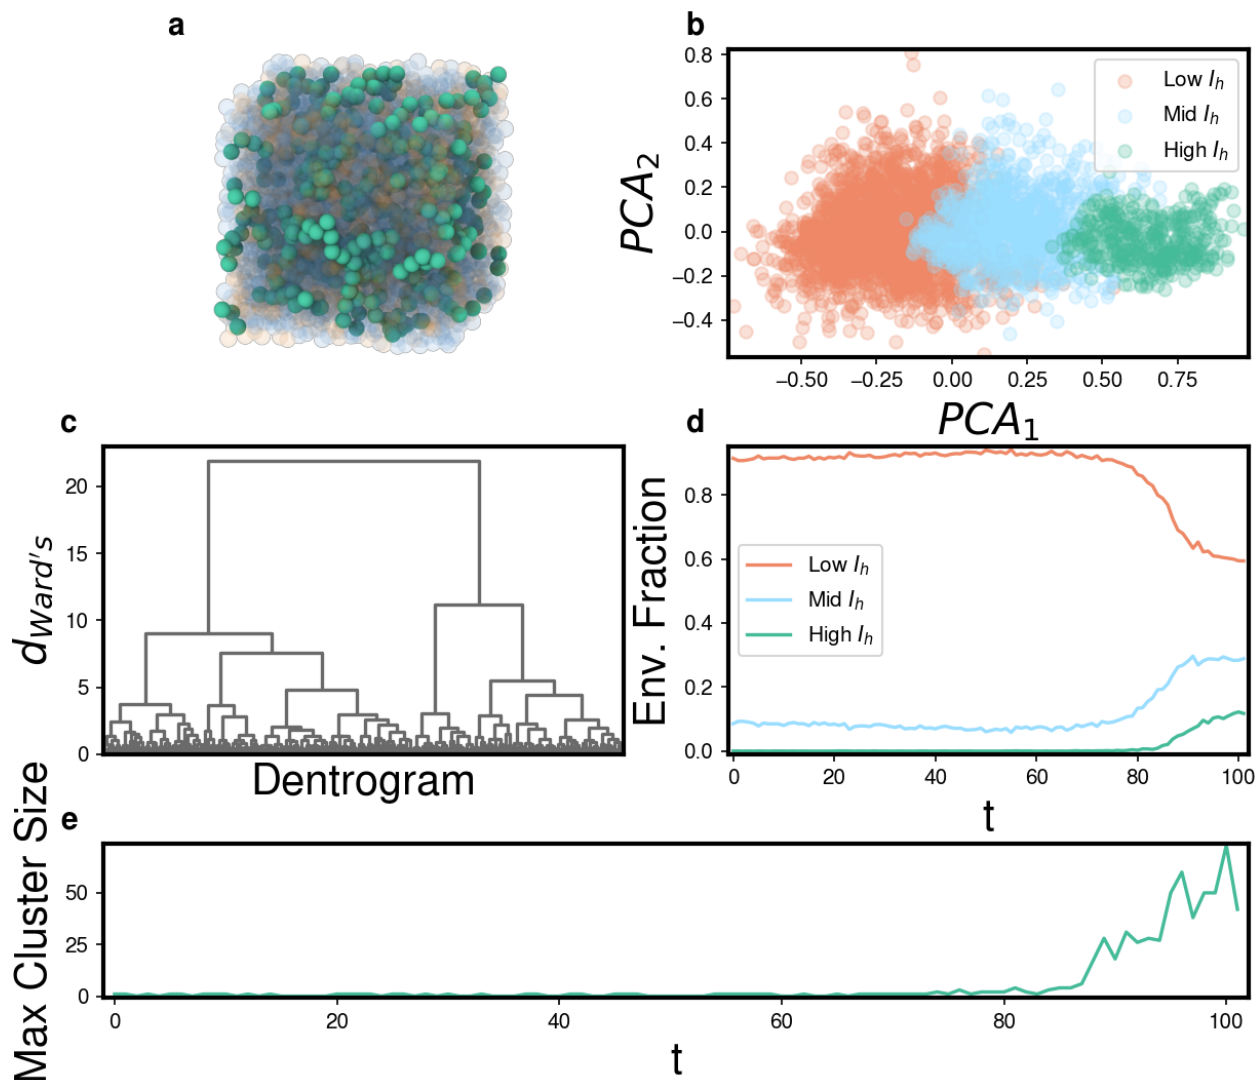 a
b
0.8
0.6
0.4
0.2
0.0
−0.2
−0.4
PCA₂
Low Iₕ
Mid Iₕ
High Iₕ
−0.50
−0.25
0.00
0.25
0.50
0.75
PCA₁
c
20
15
10
5
0
d_Ward's
Dentrogram
d
0.8
0.6
0.4
0.2
0.0
Env. Fraction
Low Iₕ
Mid Iₕ
High Iₕ
0
20
40
60
80
100
t
e
50
25
0
Max Cluster Size
0
20
40
60
80
100
t